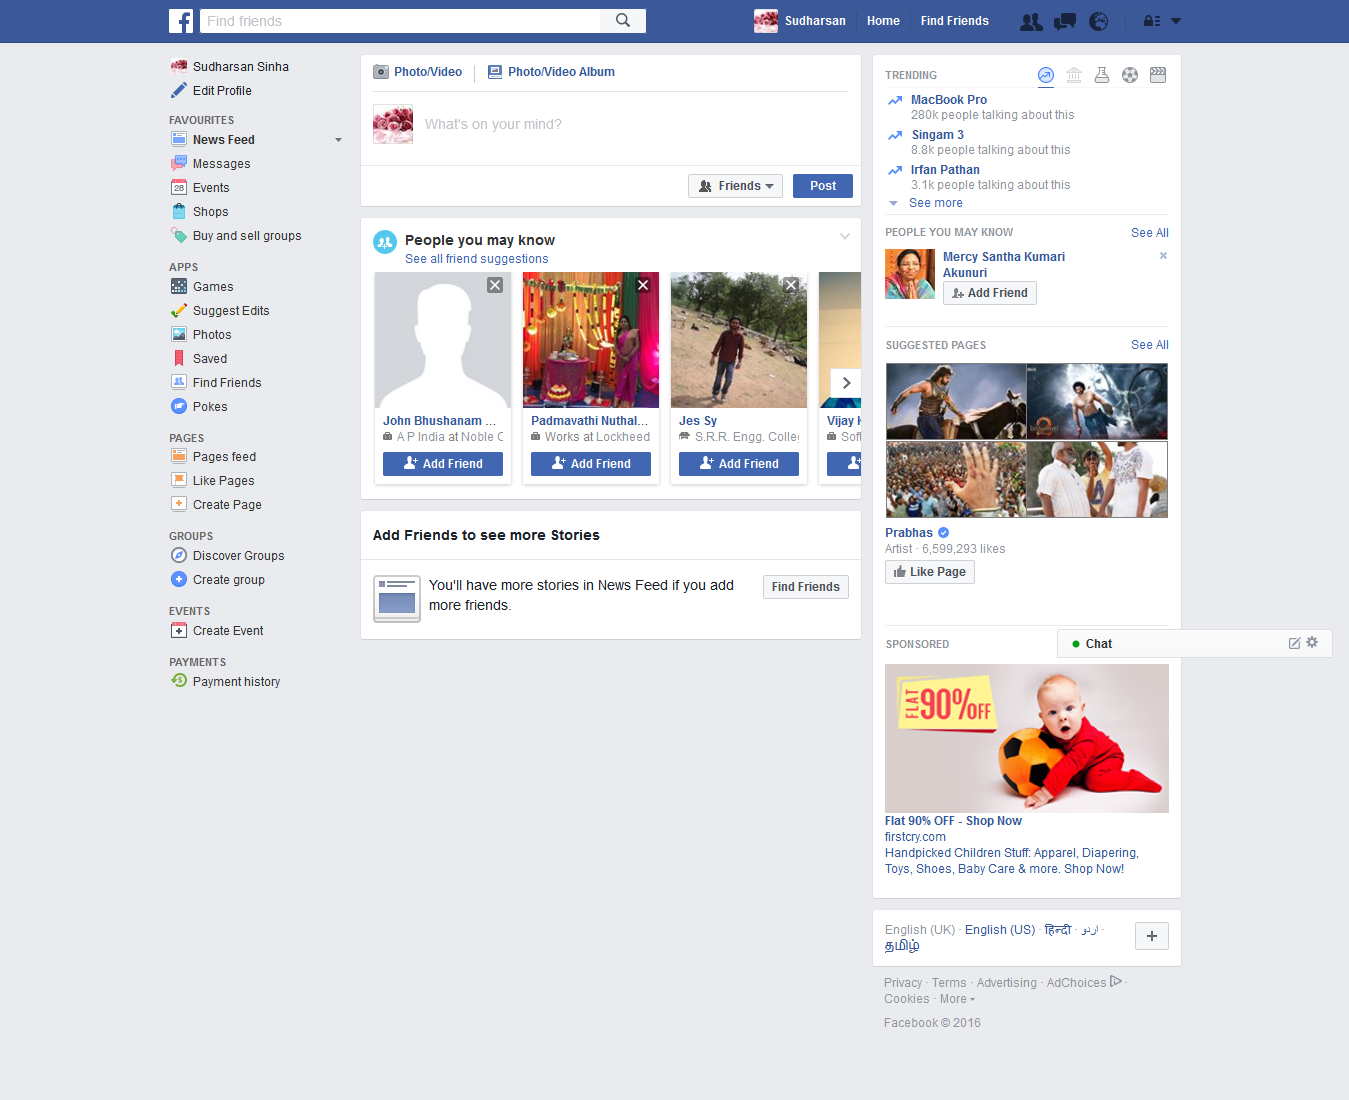 Find friends
Sudharsan
Home
Find Friends
Sudharsan Sinha
Edit Profile
FAVOURITES
News Feed
Messages
28 Events
Shops
Buy and sell groups
APPS
Games
Suggest Edits
Photos
Saved
Find Friends
Pokes
PAGES
Pages feed
Like Pages
Create Page
GROUPS
Discover Groups
Create group
EVENTS
Create Event
PAYMENTS
Payment history
Photo/Video
Photo/Video Album
What's on your mind?
Friends
Post
People you may know
See all friend suggestions
John Bhushanam ...
A P India at Noble C
Add Friend
Padmavathi Nuthal...
Works at Lockheed
Add Friend
Jes Sy
S.R.R. Engg. Colle
Add Friend
Vijay
Soft
Add Friends to see more Stories
You'll have more stories in News Feed if you add
more friends.
Find Friends
TRENDING
MacBook Pro
280k people talking about this
Singam 3
8.8k people talking about this
Irfan Pathan
3.1k people talking about this
See more
PEOPLE YOU MAY KNOW
See All
Mercy Santha Kumari
Akunuri
Add Friend
SUGGESTED PAGES
See All
Prabhas
Artist · 6,599,293 likes
Like Page
SPONSORED
Chat
FLAT 90% OFF
Flat 90% OFF - Shop Now
firstcry.com
Handpicked Children Stuff: Apparel, Diapering,
Toys, Shoes, Baby Care & more. Shop Now!
English (UK) · English (US) · हिन्दी · اردو ·
தமிழ்
Privacy · Terms · Advertising · AdChoices ·
Cookies · More
Facebook © 2016